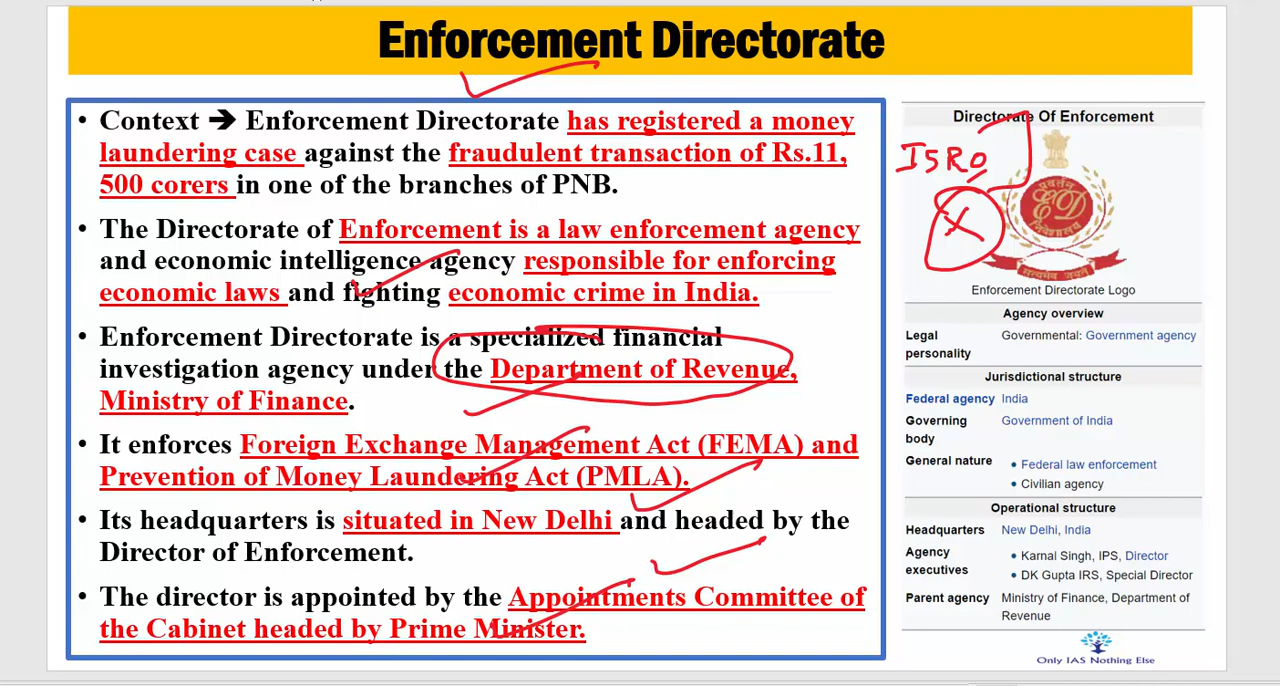 Enforcement Directorate
• Context ➔ Enforcement Directorate has registered a money
laundering case against the fraudulent transaction of Rs.11,
500 corers in one of the branches of PNB.
• The Directorate of Enforcement is a law enforcement agency
and economic intelligence agency responsible for enforcing
economic laws and fighting economic crime in India.
• Enforcement Directorate is a specialized financial
investigation agency under the Department of Revenue,
Ministry of Finance.
• It enforces Foreign Exchange Management Act (FEMA) and
Prevention of Money Laundering Act (PMLA).
• Its headquarters is situated in New Delhi and headed by the
Director of Enforcement.
• The director is appointed by the Appointments Committee of
the Cabinet headed by Prime Minister.
Directorate Of Enforcement
ISRO
X
प्रवर्तन
ED
निदेशालय
सत्यमेव जयते
Enforcement Directorate Logo
Agency overview
Legal personality Governmental: Government agency
Jurisdictional structure
Federal agency India
Governing body Government of India
General nature • Federal law enforcement
• Civilian agency
Operational structure
Headquarters New Delhi, India
Agency executives • Karnal Singh, IPS, Director
• DK Gupta IRS, Special Director
Parent agency Ministry of Finance, Department of
Revenue
Only IAS Nothing Else